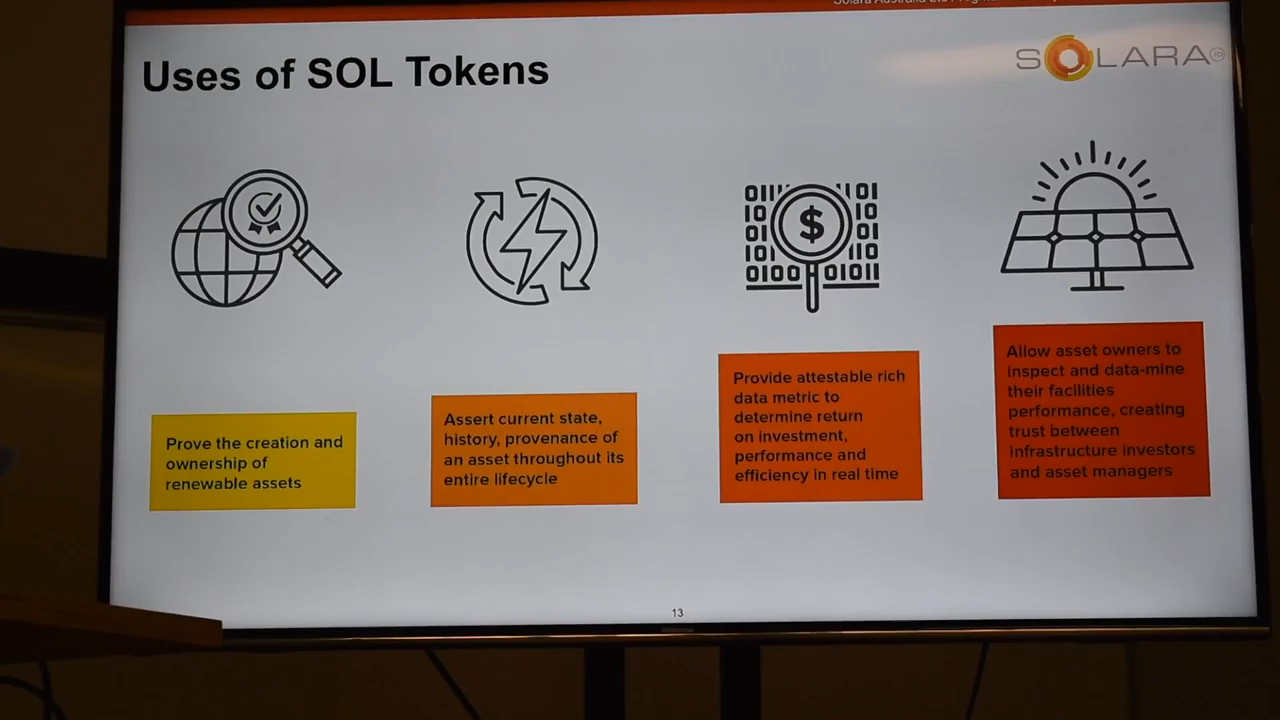 Solara Australia
Uses of SOL Tokens
SOLARA.io
Prove the creation and
ownership of
renewable assets
Assert current state,
history, provenance of
an asset throughout its
entire lifecycle
Provide attestable rich
data metric to
determine return
on investment,
performance and
efficiency in real time
Allow asset owners to
inspect and data-mine
their facilities
performance, creating
trust between
infrastructure investors
and asset managers
13